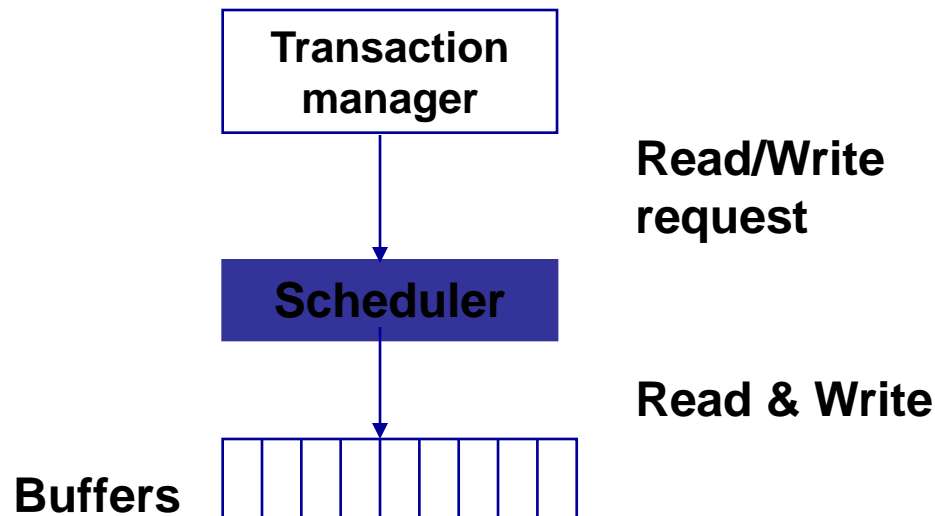 Transaction
manager
Read/Write
request
Scheduler
Read & Write
Buffers